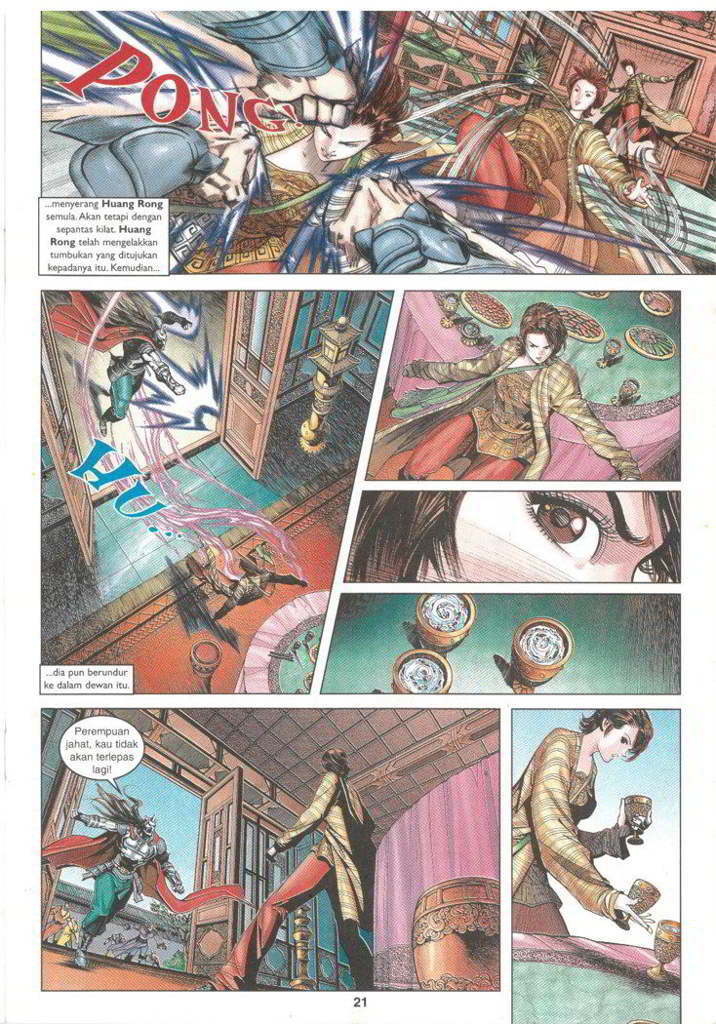 PONG!
...menyerang Huang Rong
semula. Akan tetapi dengan
sepantas kilat. Huang
Rong telah mengelakkan
tumbukan yang ditujukan
kepadanya itu. Kemudian...
HU...
...dia pun berundur
ke dalam dewan itu.
Perempuan
jahat, kau tidak
akan terlepas
lagi!
21